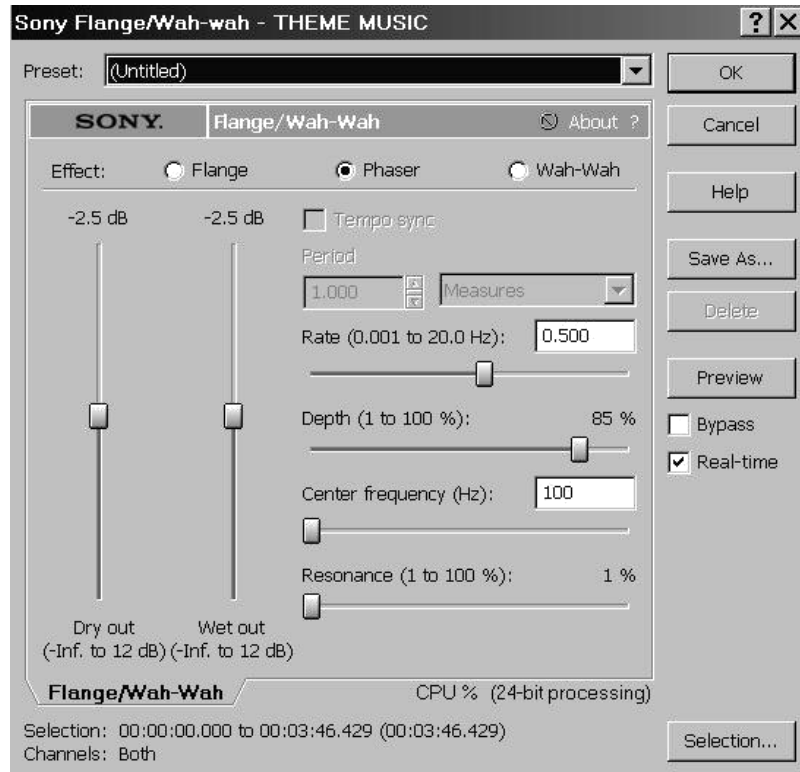 Sony Flange/Wah-wah - THEME MUSIC
Preset: (Untitled)
OK
SONY. Flange/Wah-Wah About ?
Cancel
Effect: Flange Phaser Wah-Wah
Help
-2.5 dB -2.5 dB Tempo sync
Period
Save As...
1.000 Measures
Delete
Rate (0.001 to 20.0 Hz): 0.500
Preview
Depth (1 to 100 %): 85 %
Bypass
Real-time
Center frequency (Hz): 100
Resonance (1 to 100 %): 1 %
Dry out Wet out
(-Inf. to 12 dB) (-Inf. to 12 dB)
Flange/Wah-Wah CPU % (24-bit processing)
Selection: 00:00:00.000 to 00:03:46.429 (00:03:46.429)
Selection...
Channels: Both